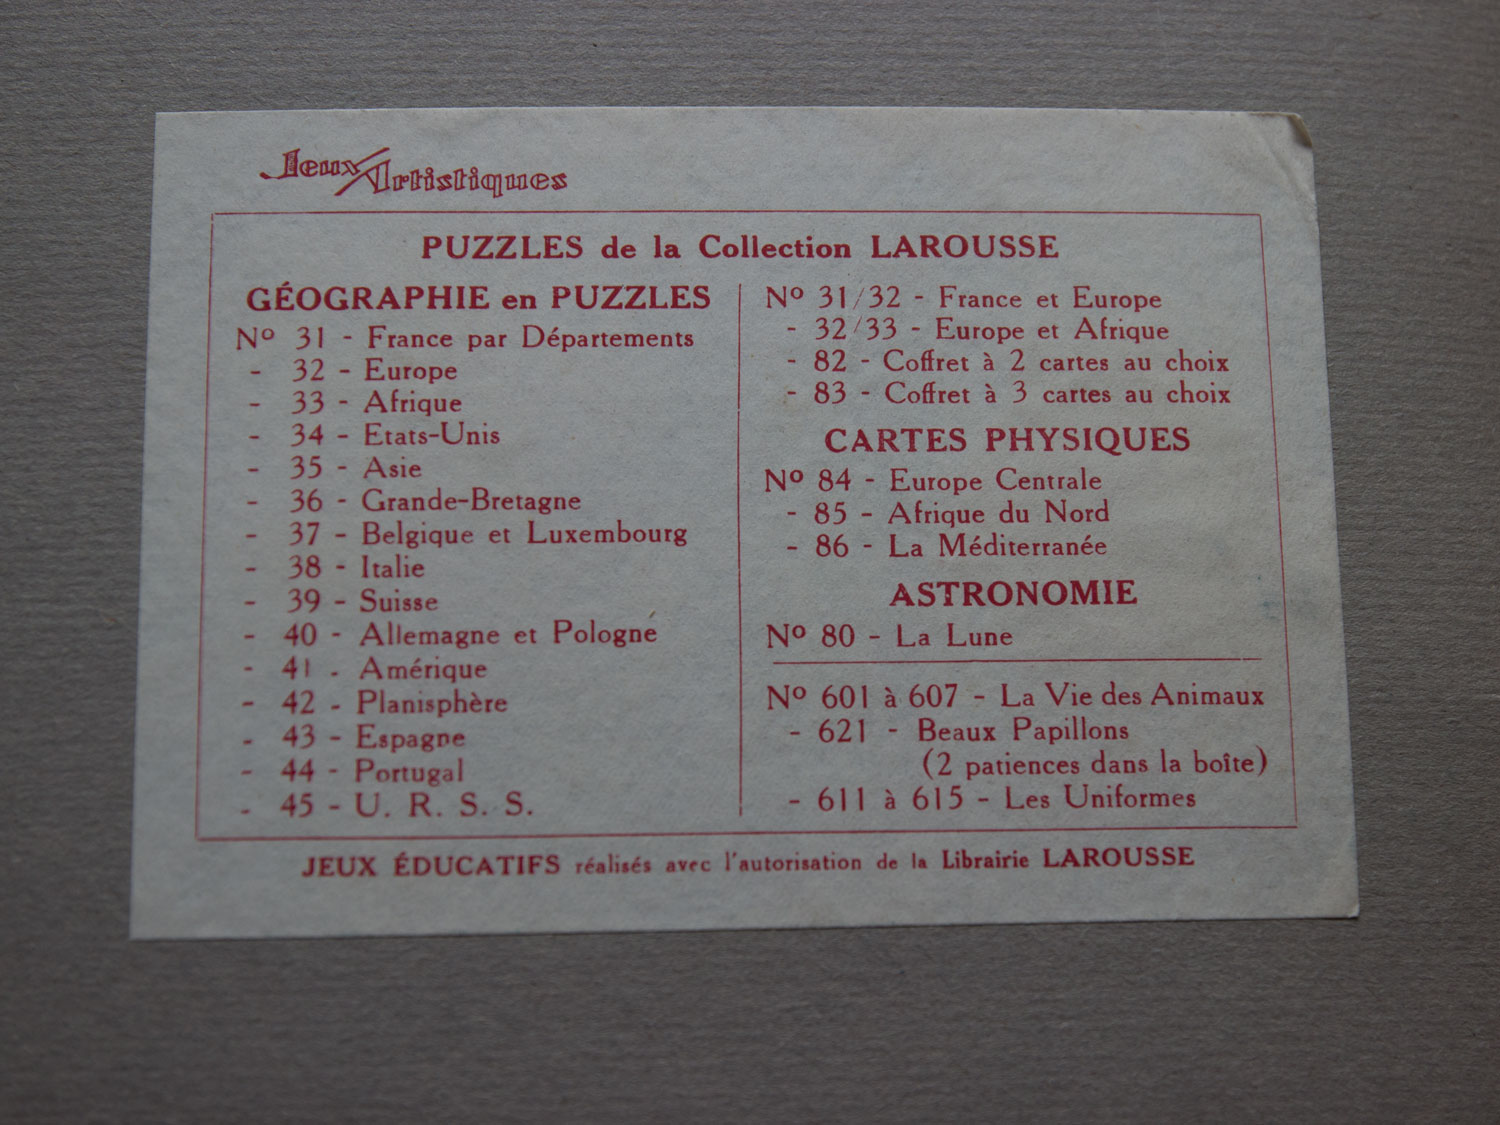 Jeux Artistiques
PUZZLES de la Collection LAROUSSE
GÉOGRAPHIE en PUZZLES
Nº 31 - France par Départements
- 32 - Europe
- 33 - Afrique
- 34 - Etats-Unis
- 35 - Asie
- 36 - Grande-Bretagne
- 37 - Belgique et Luxembourg
- 38 - Italie
- 39 - Suisse
- 40 - Allemagne et Pologne
- 41 - Amérique
- 42 - Planisphère
- 43 - Espagne
- 44 - Portugal
- 45 - U. R. S. S.
Nº 31/32 - France et Europe
- 32/33 - Europe et Afrique
- 82 - Coffret à 2 cartes au choix
- 83 - Coffret à 3 cartes au choix
CARTES PHYSIQUES
Nº 84 - Europe Centrale
- 85 - Afrique du Nord
- 86 - La Méditerranée
ASTRONOMIE
Nº 80 - La Lune
Nº 601 à 607 - La Vie des Animaux
- 621 - Beaux Papillons
(2 patiences dans la boîte)
- 611 à 615 - Les Uniformes
JEUX ÉDUCATIFS réalisés avec l'autorisation de la Librairie LAROUSSE